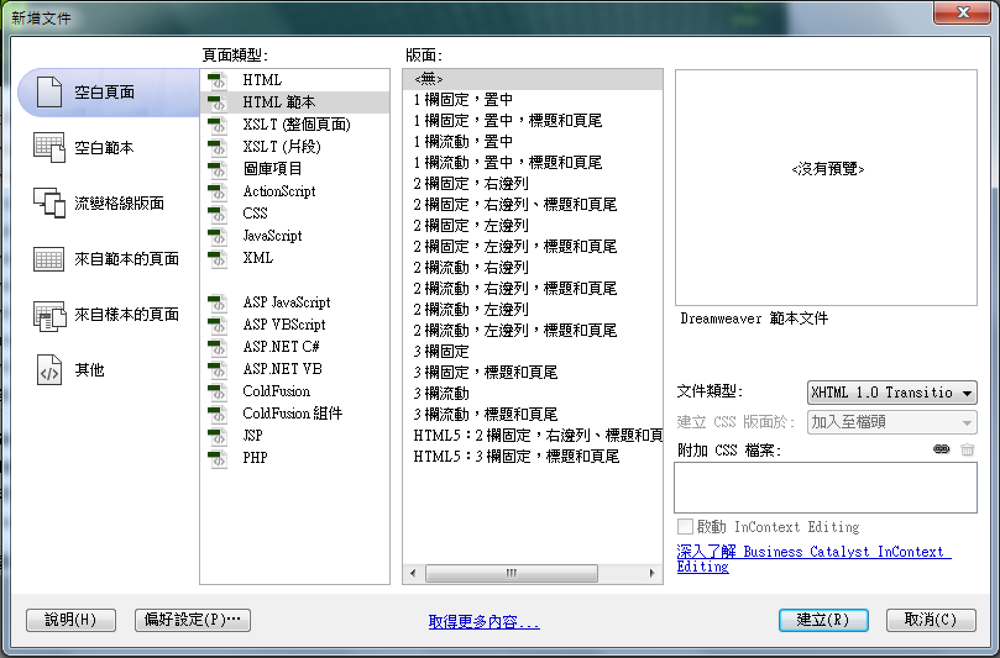 新增文件
頁面類型:
版面:
空白頁面
空白範本
流變格線版面
來自範本的頁面
來自樣本的頁面
其他
HTML
HTML 範本
XSLT (整個頁面)
XSLT (片段)
圖庫項目
ActionScript
CSS
JavaScript
XML
ASP JavaScript
ASP VBScript
ASP.NET C#
ASP.NET VB
ColdFusion
ColdFusion 組件
JSP
PHP
<無>
1 欄固定，置中
1 欄固定，置中，標題和頁尾
1 欄流動，置中
1 欄流動，置中，標題和頁尾
2 欄固定，右邊列
2 欄固定，右邊列、標題和頁尾
2 欄固定，左邊列
2 欄固定，左邊列，標題和頁尾
2 欄流動，右邊列
2 欄流動，右邊列，標題和頁尾
2 欄流動，左邊列
2 欄流動，左邊列，標題和頁尾
3 欄固定
3 欄固定，標題和頁尾
3 欄流動
3 欄流動，標題和頁尾
HTML5：2 欄固定，右邊列、標題和頁
HTML5：3 欄固定，標題和頁尾
<沒有預覽>
Dreamweaver 範本文件
文件類型:
XHTML 1.0 Transitio
建立 CSS 版面於:
加入至檔頭
附加 CSS 檔案:
啟動 InContext Editing
深入了解 Business Catalyst InContext
Editing
說明(H)
偏好設定(P)…
取得更多內容...
建立(R)
取消(C)